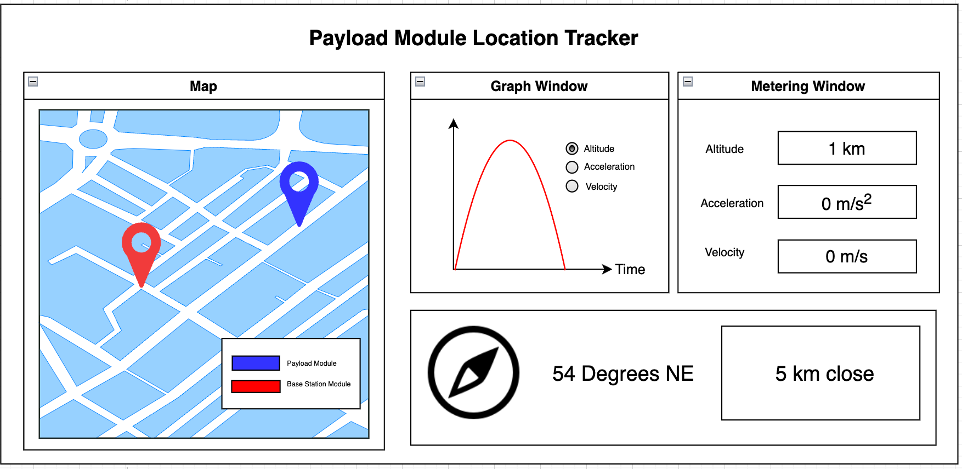 Payload Module Location Tracker
Map
Payload Module
Base Station Module
Graph Window
Altitude
Acceleration
Velocity
Time
Metering Window
Altitude 1 km
Acceleration 0 m/s²
Velocity 0 m/s
54 Degrees NE
5 km close